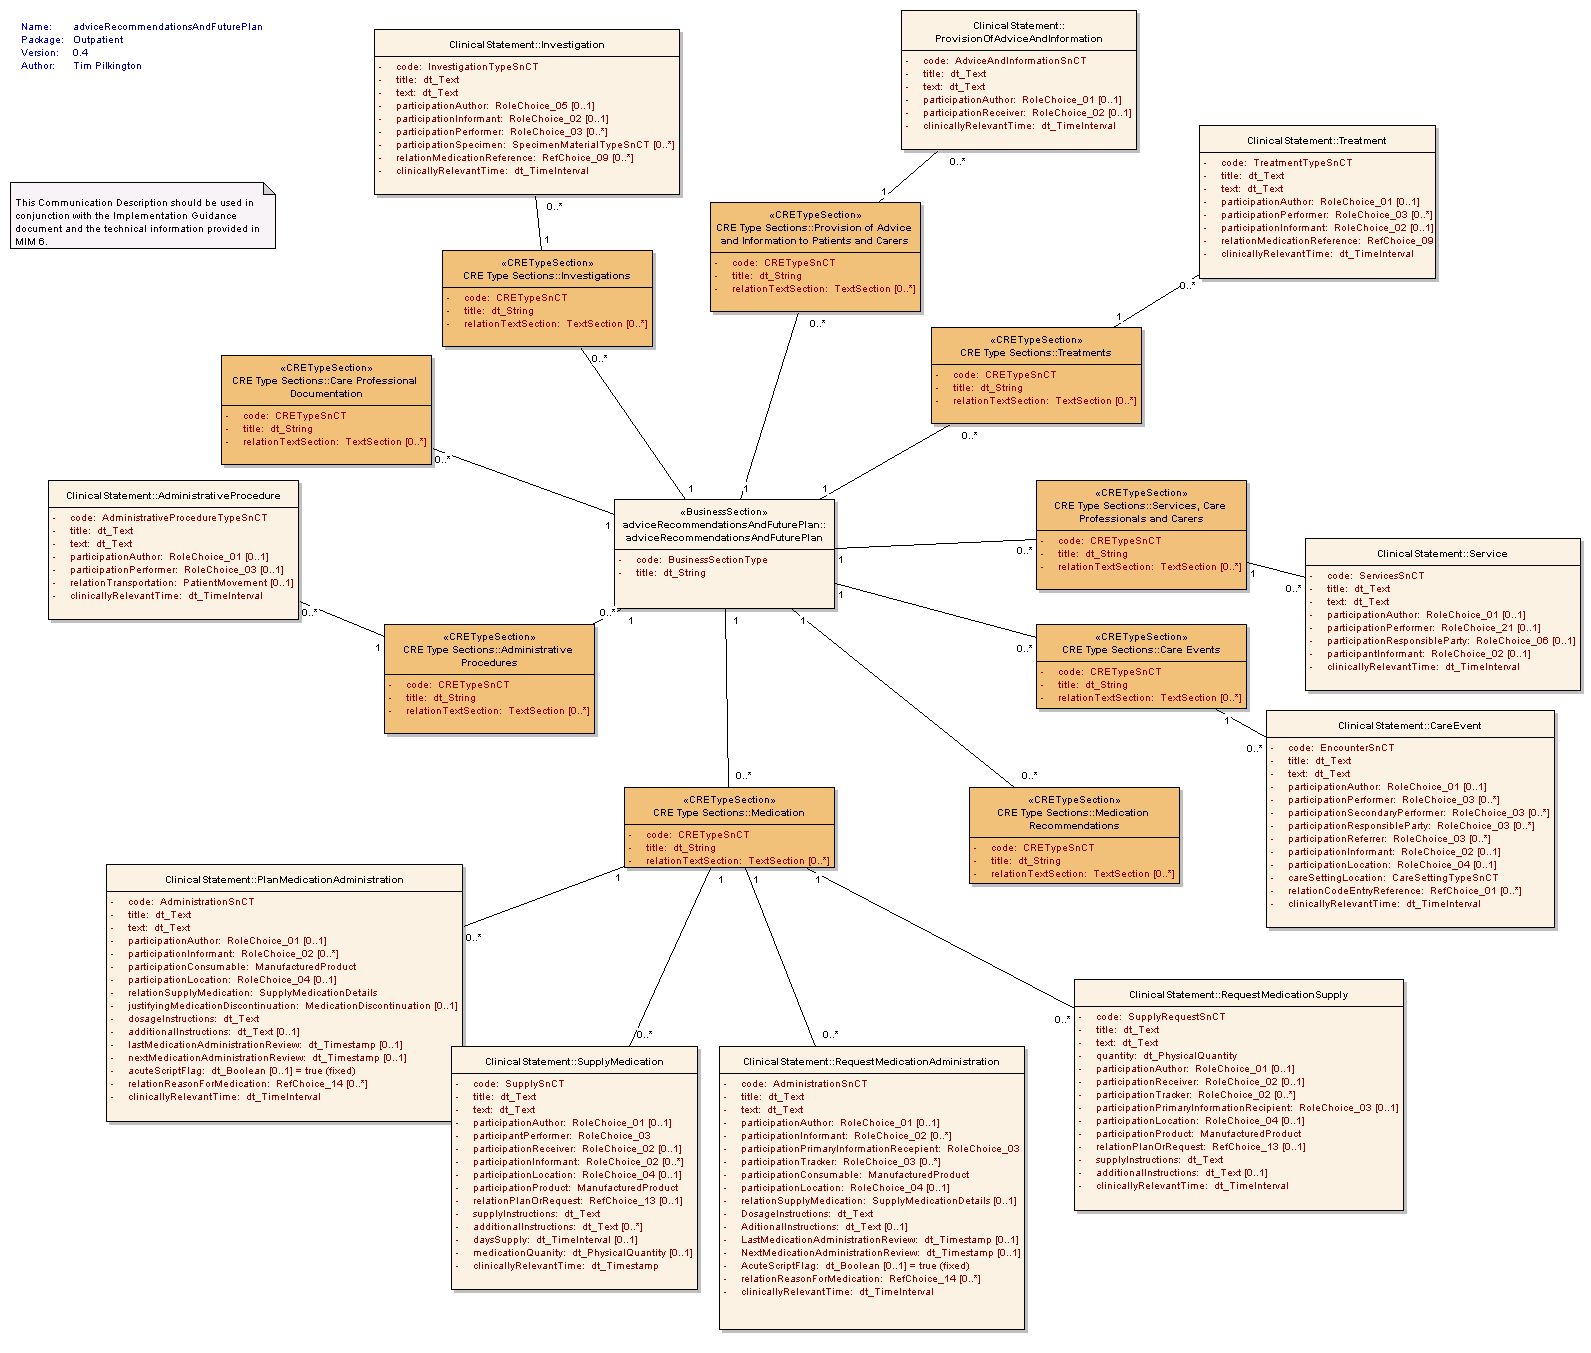 Name: adviceRecommendationsAndFuturePlan
Package: Outpatient
Version: 0.4
Author: Tim Pilkington
This Communication Description should be used in
conjunction with the Implementation Guidance
document and the technical information provided in
MIM 6.
ClinicalStatement::Investigation
- code: InvestigationTypeSnCT
- title: dt_Text
- text: dt_Text
- participationAuthor: RoleChoice_05 [0..1]
- participationInformant: RoleChoice_02 [0..1]
- participationPerformer: RoleChoice_03 [0..*]
- participationSpecimen: SpecimenMaterialTypeSnCT [0..*]
- relationMedicationReference: RefChoice_09 [0..*]
- clinicallyRelevantTime: dt_TimeInterval
0..*
1
ClinicalStatement::
ProvisionOfAdviceAndInformation
- code: AdviceAndInformationSnCT
- title: dt_Text
- text: dt_Text
- participationAuthor: RoleChoice_01 [0..1]
- participationReceiver: RoleChoice_02 [0..1]
- clinicallyRelevantTime: dt_TimeInterval
0..*
1
ClinicalStatement::Treatment
- code: TreatmentTypeSnCT
- title: dt_Text
- text: dt_Text
- participationAuthor: RoleChoice_01 [0..1]
- participationPerformer: RoleChoice_03 [0..*]
- participationInformant: RoleChoice_02 [0..1]
- relationMedicationReference: RefChoice_09
- clinicallyRelevantTime: dt_TimeInterval
0..*
1
«CRETypeSection»
CRE Type Sections::Investigations
- code: CRETypeSnCT
- title: dt_String
- relationTextSection: TextSection [0..*]
0..*
1
«CRETypeSection»
CRE Type Sections::Provision of Advice
and Information to Patients and Carers
- code: CRETypeSnCT
- title: dt_String
- relationTextSection: TextSection [0..*]
0..*
1
«CRETypeSection»
CRE Type Sections::Treatments
- code: CRETypeSnCT
- title: dt_String
- relationTextSection: TextSection [0..*]
0..*
1
«CRETypeSection»
CRE Type Sections::Care Professional
Documentation
- code: CRETypeSnCT
- title: dt_String
- relationTextSection: TextSection [0..*]
0..*
1
ClinicalStatement::AdministrativeProcedure
- code: AdministrativeProcedureTypeSnCT
- title: dt_Text
- text: dt_Text
- participationAuthor: RoleChoice_01 [0..1]
- participationPerformer: RoleChoice_03 [0..1]
- relationTransportation: PatientMovement [0..1]
- clinicallyRelevantTime: dt_TimeInterval
0..*
1
«BusinessSection»
adviceRecommendationsAndFuturePlan::
adviceRecommendationsAndFuturePlan
- code: BusinessSectionType
- title: dt_String
«CRETypeSection»
CRE Type Sections::Services, Care
Professionals and Carers
- code: CRETypeSnCT
- title: dt_String
- relationTextSection: TextSection [0..*]
1
0..*
1
0..*
ClinicalStatement::Service
- code: ServicesSnCT
- title: dt_Text
- text: dt_Text
- participationAuthor: RoleChoice_01 [0..1]
- participationPerformer: RoleChoice_21 [0..1]
- participationResponsibleParty: RoleChoice_06 [0..1]
- participantInformant: RoleChoice_02 [0..1]
- clinicallyRelevantTime: dt_TimeInterval
«CRETypeSection»
CRE Type Sections::Administrative
Procedures
- code: CRETypeSnCT
- title: dt_String
- relationTextSection: TextSection [0..*]
0..*
1
«CRETypeSection»
CRE Type Sections::Care Events
- code: CRETypeSnCT
- title: dt_String
- relationTextSection: TextSection [0..*]
1
0..*
1
0..*
ClinicalStatement::CareEvent
- code: EncounterSnCT
- title: dt_Text
- text: dt_Text
- participationAuthor: RoleChoice_01 [0..1]
- participationPerformer: RoleChoice_03 [0..*]
- participationSecondaryPerformer: RoleChoice_03 [0..*]
- participationResponsibleParty: RoleChoice_03 [0..*]
- participationReferrer: RoleChoice_03 [0..*]
- participationInformant: RoleChoice_02 [0..1]
- participationLocation: RoleChoice_04 [0..1]
- careSettingLocation: CareSettingTypeSnCT
- relationCodeEntryReference: RefChoice_01 [0..*]
- clinicallyRelevantTime: dt_TimeInterval
1
0..*
«CRETypeSection»
CRE Type Sections::Medication
- code: CRETypeSnCT
- title: dt_String
- relationTextSection: TextSection [0..*]
1
0..*
«CRETypeSection»
CRE Type Sections::Medication
Recommendations
- code: CRETypeSnCT
- title: dt_String
- relationTextSection: TextSection [0..*]
1
1
1
1
0..*
0..*
0..*
0..*
ClinicalStatement::PlanMedicationAdministration
- code: AdministrationSnCT
- title: dt_Text
- text: dt_Text
- participationAuthor: RoleChoice_01 [0..1]
- participationInformant: RoleChoice_02 [0..*]
- participationConsumable: ManufacturedProduct
- participationLocation: RoleChoice_04 [0..1]
- relationSupplyMedication: SupplyMedicationDetails
- justifyingMedicationDiscontinuation: MedicationDiscontinuation [0..1]
- dosageInstructions: dt_Text
- additionalInstructions: dt_Text [0..1]
- lastMedicationAdministrationReview: dt_Timestamp [0..1]
- nextMedicationAdministrationReview: dt_Timestamp [0..1]
- acuteScriptFlag: dt_Boolean [0..1] = true (fixed)
- relationReasonForMedication: RefChoice_14 [0..*]
- clinicallyRelevantTime: dt_TimeInterval
ClinicalStatement::SupplyMedication
- code: SupplySnCT
- title: dt_Text
- text: dt_Text
- participationAuthor: RoleChoice_01 [0..1]
- participantPerformer: RoleChoice_03
- participationReceiver: RoleChoice_02 [0..1]
- participationInformant: RoleChoice_02 [0..*]
- participationLocation: RoleChoice_04 [0..1]
- participationProduct: ManufacturedProduct
- relationPlanOrRequest: RefChoice_13 [0..1]
- supplyInstructions: dt_Text
- additionalInstructions: dt_Text [0..*]
- daysSupply: dt_TimeInterval [0..1]
- medicationQuanity: dt_PhysicalQuantity [0..1]
- clinicallyRelevantTime: dt_Timestamp
ClinicalStatement::RequestMedicationAdministration
- code: AdministrationSnCT
- title: dt_Text
- text: dt_Text
- participationAuthor: RoleChoice_01 [0..1]
- participationInformant: RoleChoice_02 [0..*]
- participationPrimaryInformationRecepient: RoleChoice_03
- participationTracker: RoleChoice_03 [0..*]
- participationConsumable: ManufacturedProduct
- participationLocation: RoleChoice_04 [0..1]
- relationSupplyMedication: SupplyMedicationDetails [0..1]
- DosageInstructions: dt_Text
- AditionalInstructions: dt_Text [0..1]
- LastMedicationAdministrationReview: dt_Timestamp [0..1]
- NextMedicationAdministrationReview: dt_Timestamp [0..1]
- AcuteScriptFlag: dt_Boolean [0..1] = true (fixed)
- relationReasonForMedication: RefChoice_14 [0..*]
- clinicallyRelevantTime: dt_TimeInterval
ClinicalStatement::RequestMedicationSupply
- code: SupplyRequestSnCT
- title: dt_Text
- text: dt_Text
- quantity: dt_PhysicalQuantity
- participationAuthor: RoleChoice_01 [0..1]
- participationReceiver: RoleChoice_02 [0..1]
- participationTracker: RoleChoice_02 [0..*]
- participationPrimaryInformationRecipient: RoleChoice_03 [0..1]
- participationLocation: RoleChoice_04 [0..1]
- participationProduct: ManufacturedProduct
- relationPlanOrRequest: RefChoice_13 [0..1]
- supplyInstructions: dt_Text
- additionalInstructions: dt_Text [0..1]
- clinicallyRelevantTime: dt_TimeInterval